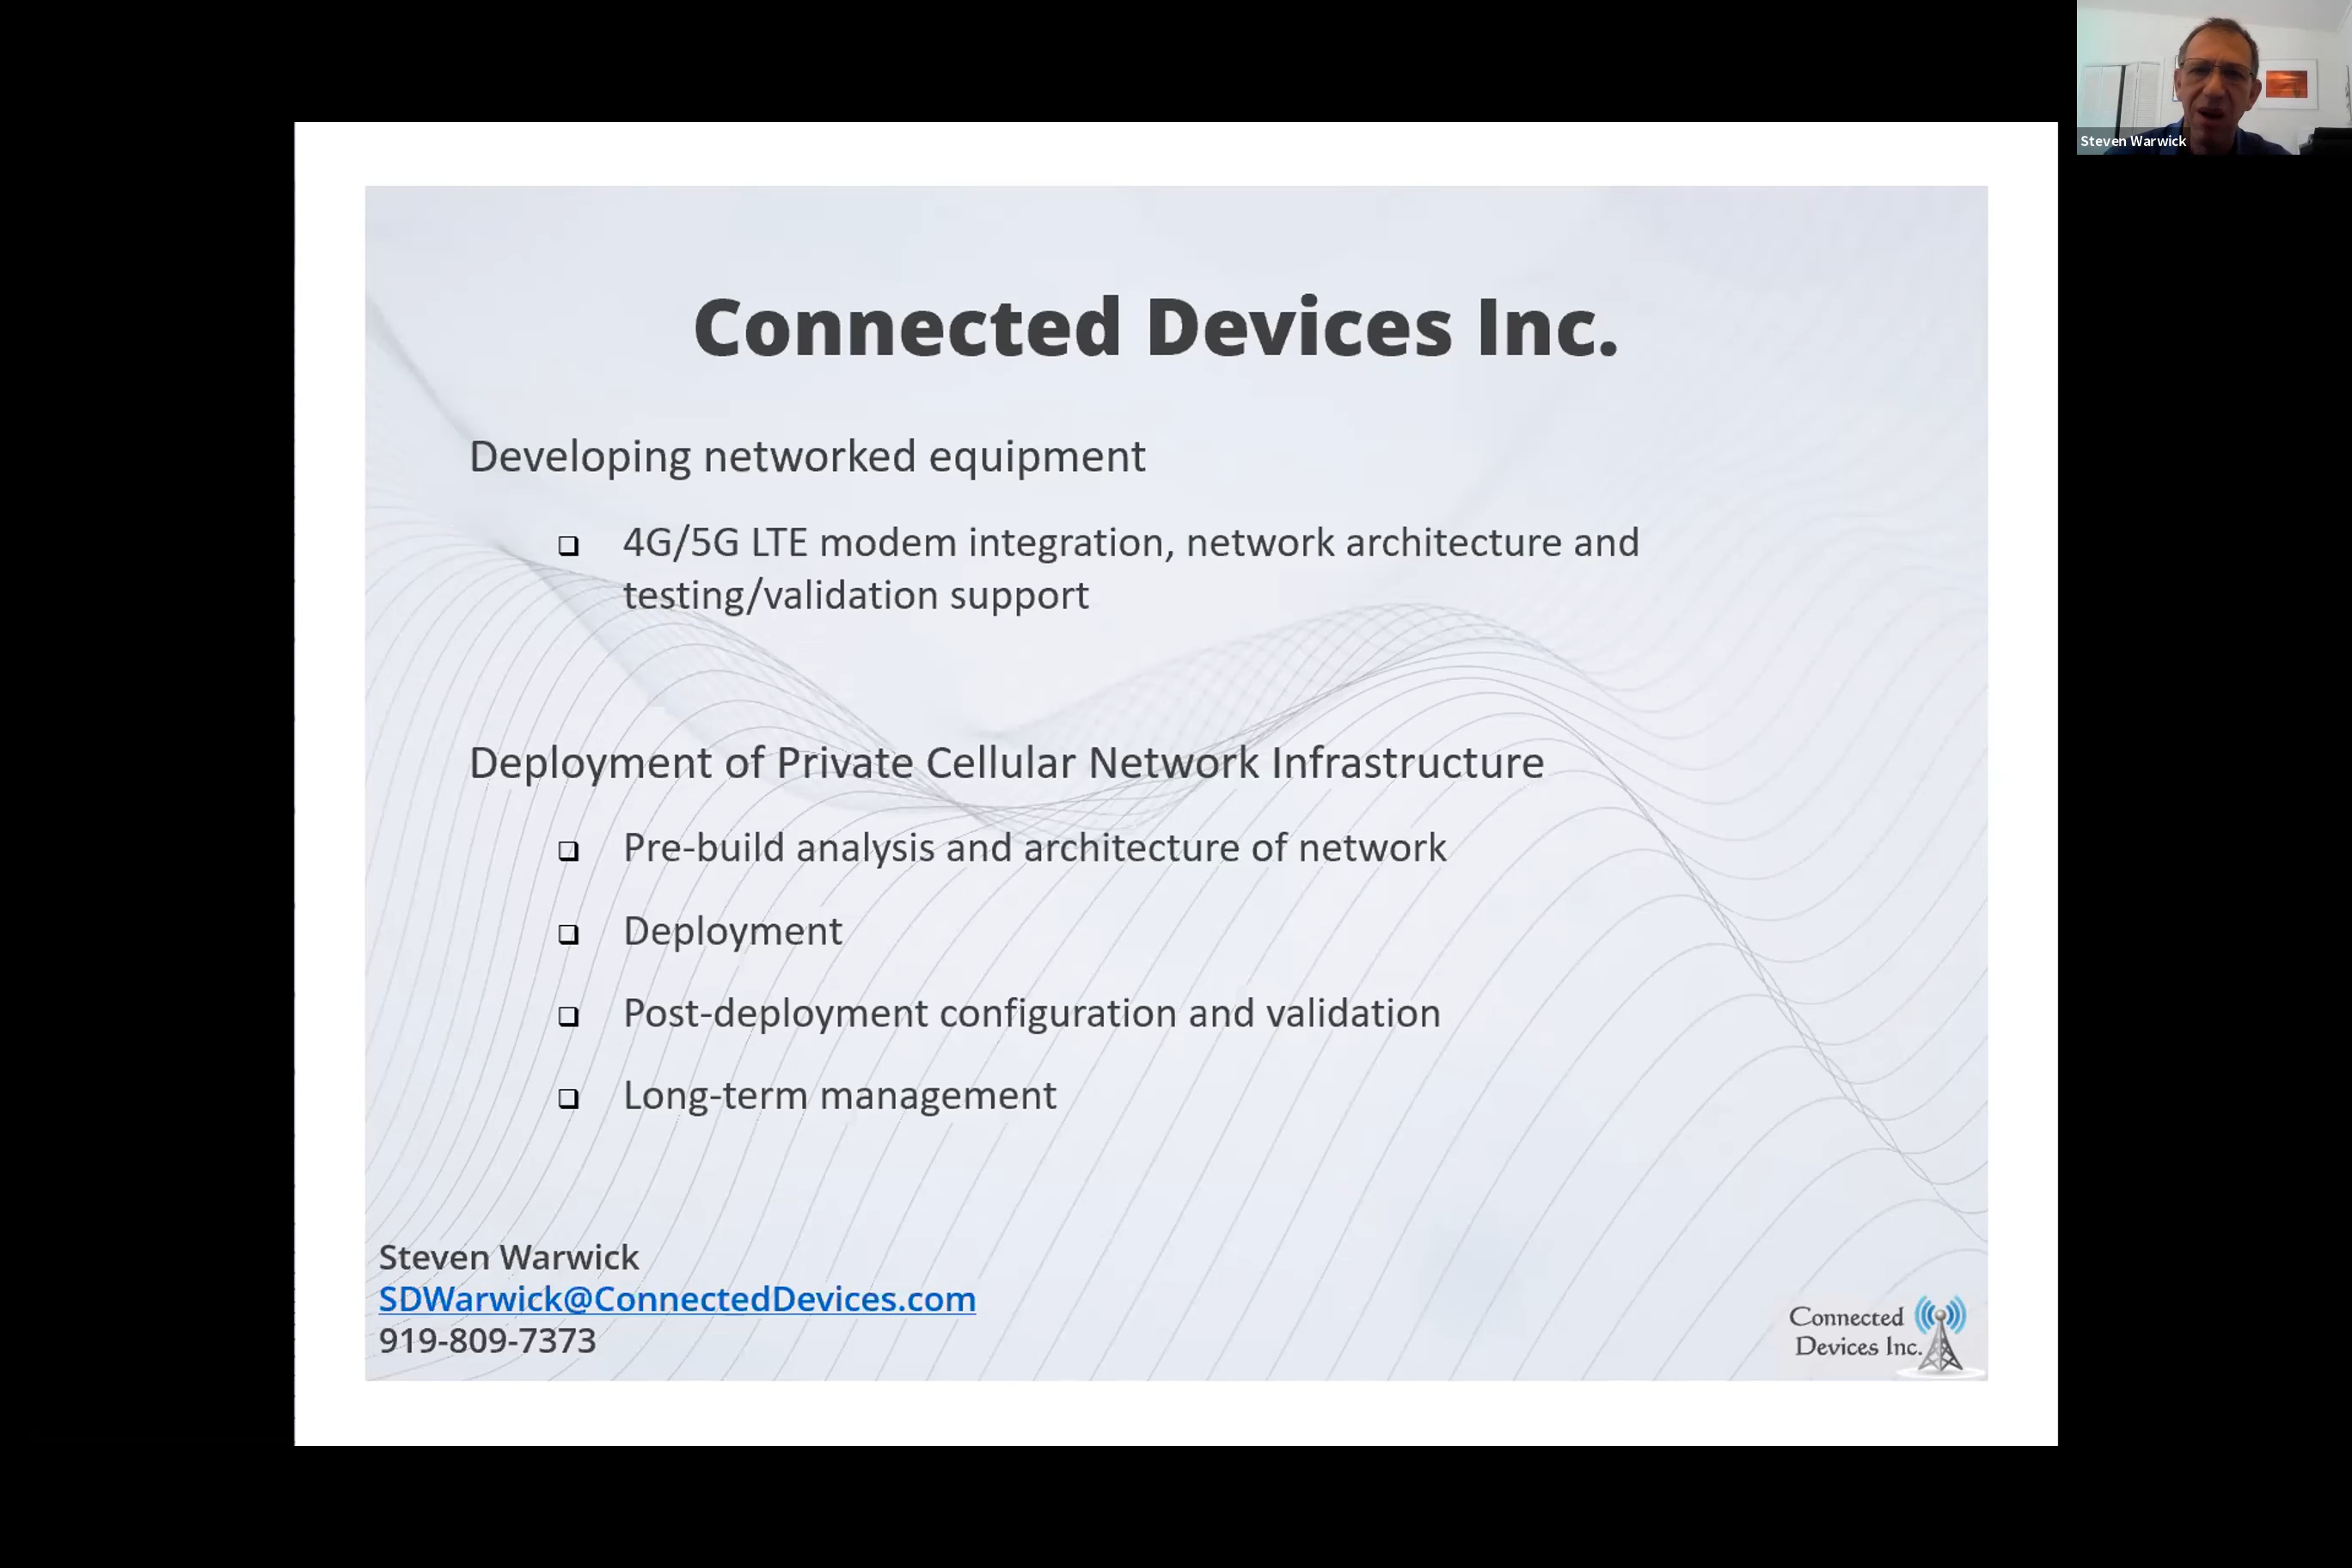 Steven Warwick
Connected Devices Inc.
Developing networked equipment
4G/5G LTE modem integration, network architecture and
testing/validation support
Deployment of Private Cellular Network Infrastructure
Pre-build analysis and architecture of network
Deployment
Post-deployment configuration and validation
Long-term management
Steven Warwick
SDWarwick@ConnectedDevices.com
919-809-7373
Connected
Devices Inc.